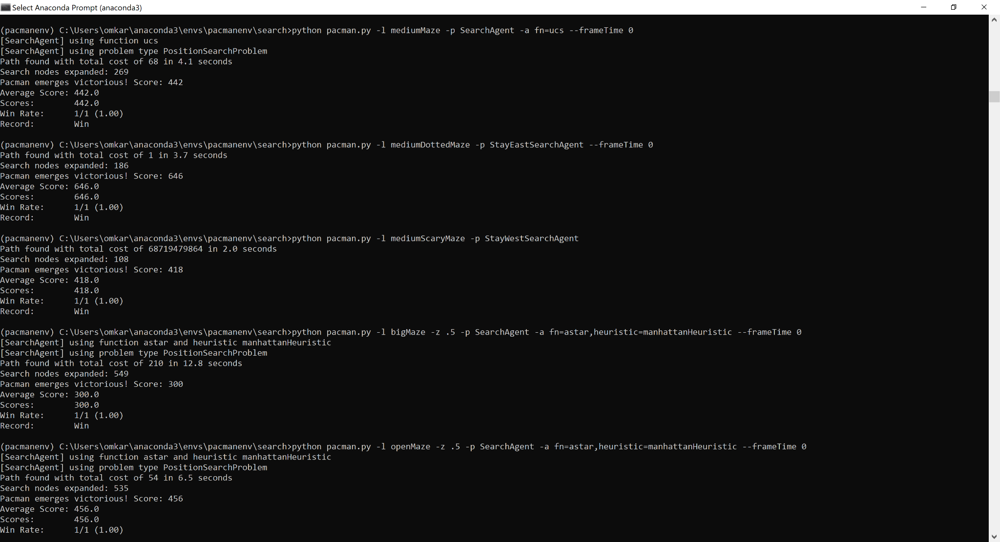 Select Anaconda Prompt (anaconda3)
(pacmanenv) C:\Users\omkar\anaconda3\envs\pacmanenv\search>python pacman.py -l mediumMaze -p SearchAgent -a fn=ucs --frameTime 0
[SearchAgent] using function ucs
[SearchAgent] using problem type PositionSearchProblem
Path found with total cost of 68 in 4.1 seconds
Search nodes expanded: 269
Pacman emerges victorious! Score: 442
Average Score: 442.0
Scores:        442.0
Win Rate:      1/1 (1.00)
Record:        Win
(pacmanenv) C:\Users\omkar\anaconda3\envs\pacmanenv\search>python pacman.py -l mediumDottedMaze -p StayEastSearchAgent --frameTime 0
Path found with total cost of 1 in 3.7 seconds
Search nodes expanded: 186
Pacman emerges victorious! Score: 646
Average Score: 646.0
Scores:        646.0
Win Rate:      1/1 (1.00)
Record:        Win
(pacmanenv) C:\Users\omkar\anaconda3\envs\pacmanenv\search>python pacman.py -l mediumScaryMaze -p StayWestSearchAgent
Path found with total cost of 68719479864 in 2.0 seconds
Search nodes expanded: 108
Pacman emerges victorious! Score: 418
Average Score: 418.0
Scores:        418.0
Win Rate:      1/1 (1.00)
Record:        Win
(pacmanenv) C:\Users\omkar\anaconda3\envs\pacmanenv\search>python pacman.py -l bigMaze -z .5 -p SearchAgent -a fn=astar,heuristic=manhattanHeuristic --frameTime 0
[SearchAgent] using function astar and heuristic manhattanHeuristic
[SearchAgent] using problem type PositionSearchProblem
Path found with total cost of 210 in 12.8 seconds
Search nodes expanded: 549
Pacman emerges victorious! Score: 300
Average Score: 300.0
Scores:        300.0
Win Rate:      1/1 (1.00)
Record:        Win
(pacmanenv) C:\Users\omkar\anaconda3\envs\pacmanenv\search>python pacman.py -l openMaze -z .5 -p SearchAgent -a fn=astar,heuristic=manhattanHeuristic --frameTime 0
[SearchAgent] using function astar and heuristic manhattanHeuristic
[SearchAgent] using problem type PositionSearchProblem
Path found with total cost of 54 in 6.5 seconds
Search nodes expanded: 535
Pacman emerges victorious! Score: 456
Average Score: 456.0
Scores:        456.0
Win Rate:      1/1 (1.00)